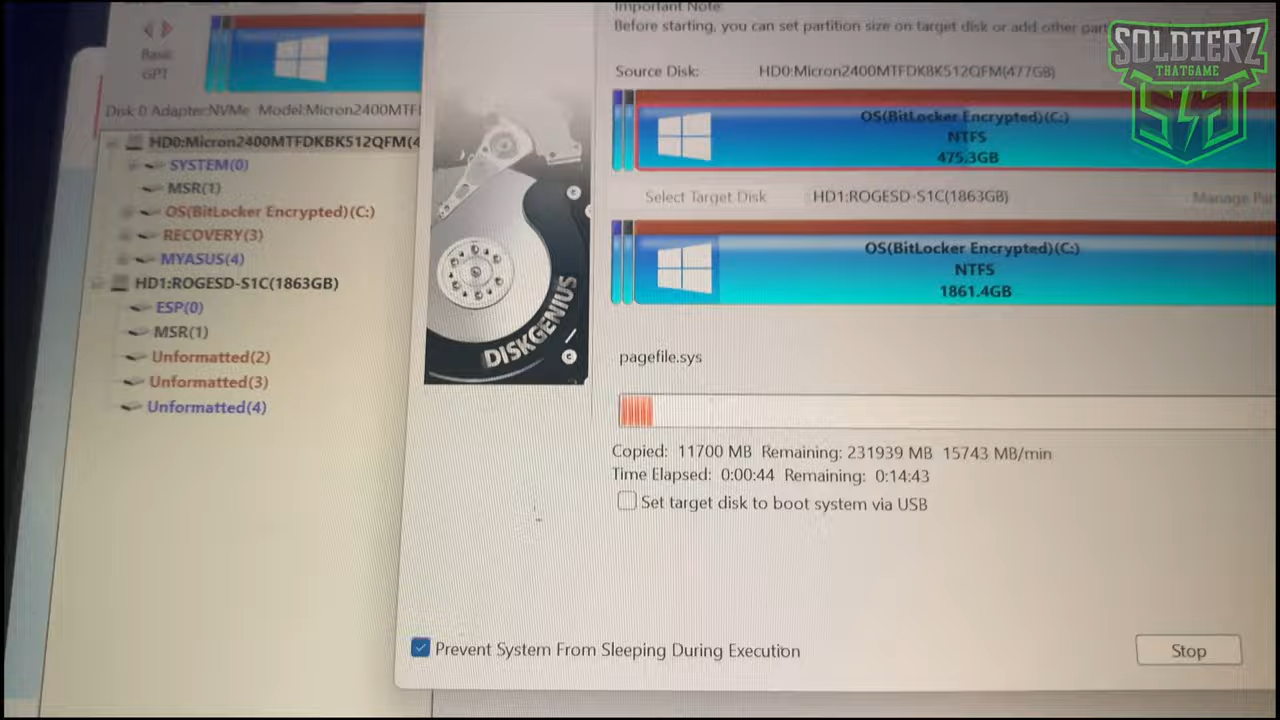 Important Note:
Before starting, you can set partition size on target disk or add other par
Basic
GPT
Source Disk:
HD0:Micron2400MTFDKBK512QFM(477GB)
SOLDIERZ
THATGAME
Disk 0 Adapter:NVMe Model:Micron2400MTF
OS(BitLocker Encrypted)(C:)
NTFS
475.3GB
HD0:Micron2400MTFDKBK512QFM(4
SYSTEM(0)
MSR(1)
OS(BitLocker Encrypted)(C:)
RECOVERY(3)
MYASUS(4)
HD1:ROGESD-S1C(1863GB)
ESP(0)
MSR(1)
Unformatted(2)
Unformatted(3)
Unformatted(4)
Select Target Disk
HD1:ROGESD-S1C(1863GB)
Manage Par
OS(BitLocker Encrypted)(C:)
NTFS
1861.4GB
DISKGENIUS
pagefile.sys
Copied: 11700 MB Remaining: 231939 MB 15743 MB/min
Time Elapsed: 0:00:44 Remaining: 0:14:43
Set target disk to boot system via USB
Prevent System From Sleeping During Execution
Stop